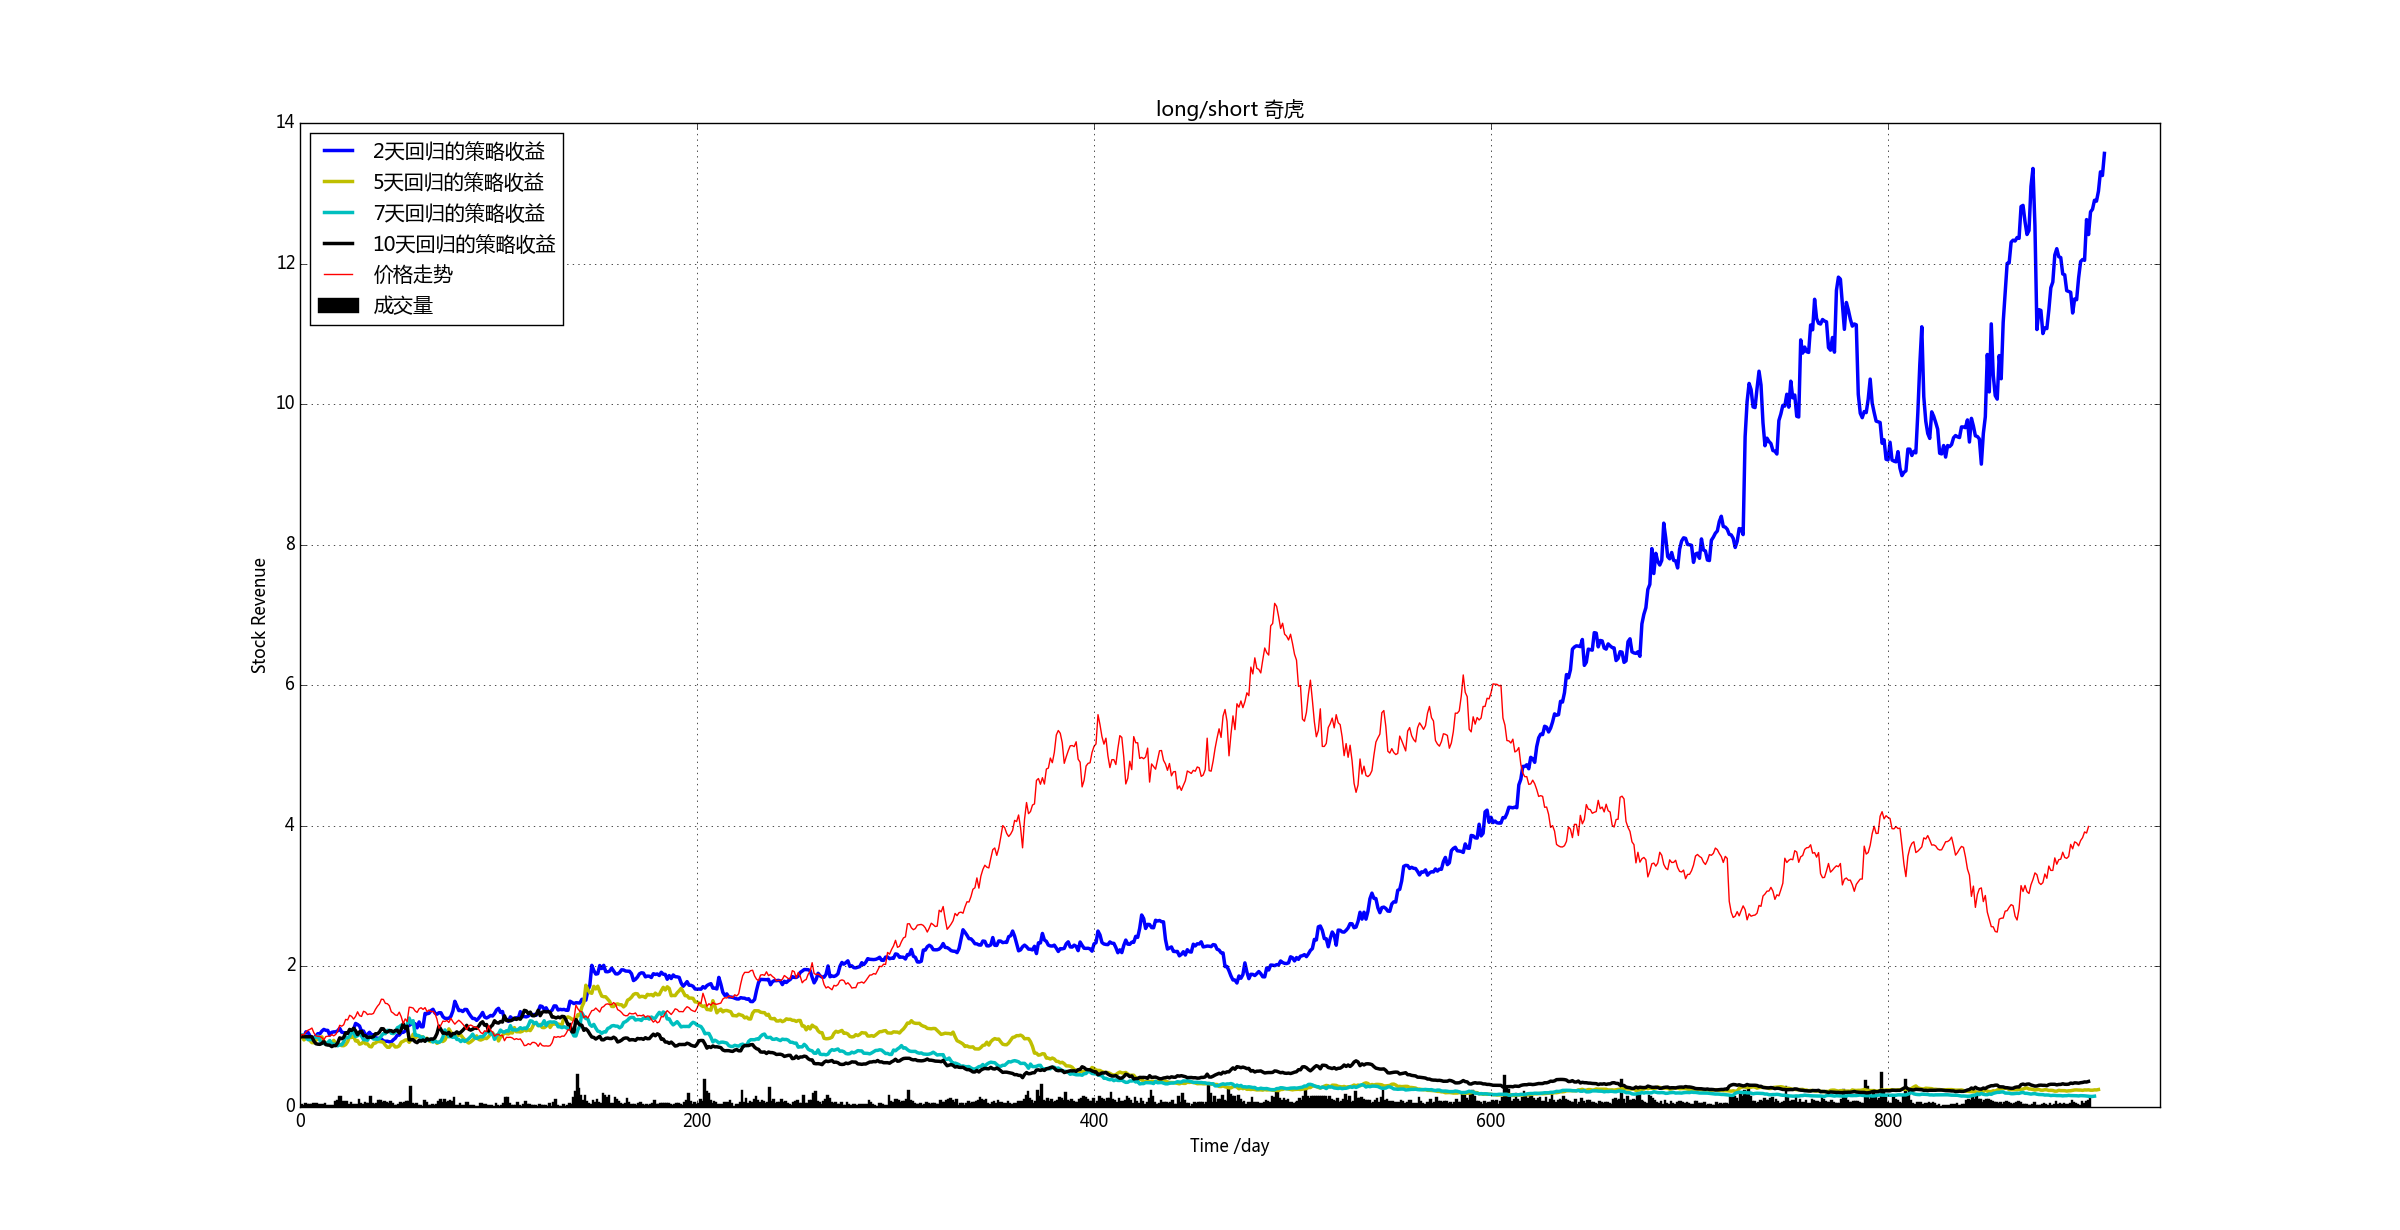 long/short 奇虎
14
12
10
8
6
4
2
0
2天回归的策略收益
5天回归的策略收益
7天回归的策略收益
10天回归的策略收益
价格走势
成交量
Stock Revenue
0 200 400 600 800
Time /day